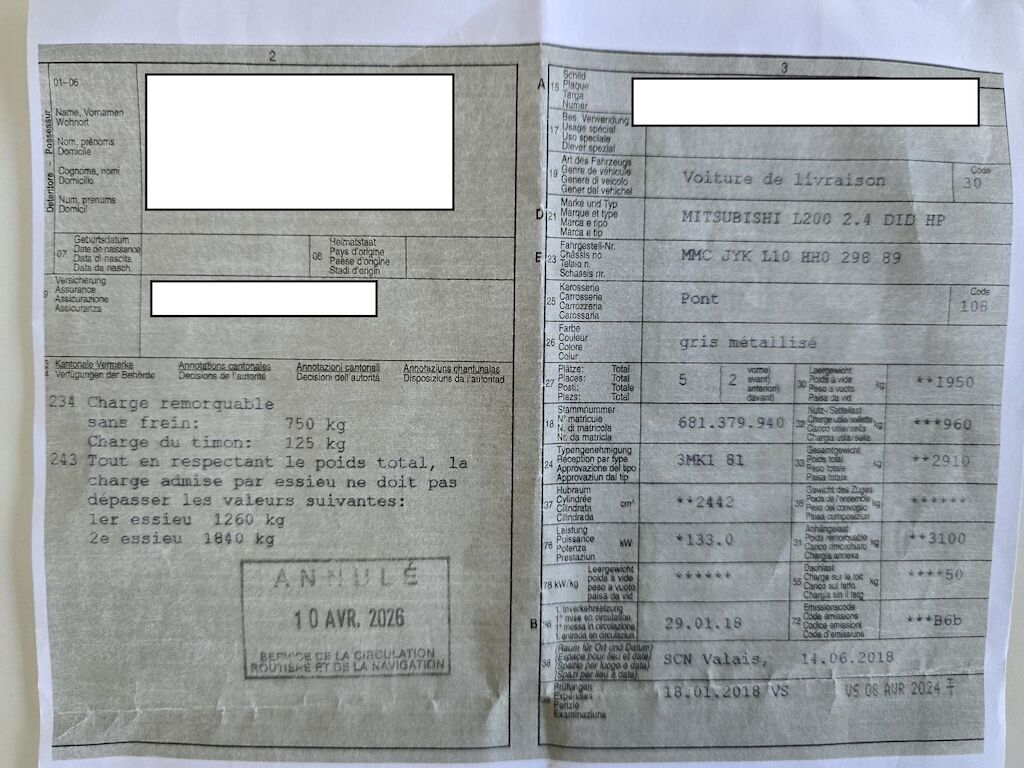 2
01–06
Name, Vornamen
Wohnort
Nom, prénoms
Domicile
Cognome, nomi
Domicilio
Num, prenums
Domicil
Detentore – Possessur
07
Geburtsdatum
Date de naissance
Data di nascita
Data da nasch.
08
Heimatstaat
Pays d'origine
Paese d'origine
Stadi d'origin
9
Versicherung
Assurance
Assicurazione
Assicuranza
Kantonale Vermerke
Verfügungen der Behörde
Annotations cantonales
Décisions de l'autorité
Annotazioni cantonali
Decisioni dell'autorità
Annotaziuns chantunalas
Disposiziuns da l'autoritad
234 Charge remorquable
sans frein: 750 kg
Charge du timon: 125 kg
243 Tout en respectant le poids total, la
charge admise par essieu ne doit pas
dépasser les valeurs suivantes:
1er essieu 1260 kg
2e essieu 1840 kg
ANNULÉ
10 AVR. 2026
SERVICE DE LA CIRCULATION
ROUTIÈRE ET DE LA NAVIGATION
3
A 15
Schild
Plaque
Targa
Numer
17
Bes. Verwendung
Usage spécial
Uso speciale
Diever spezial
19
Art des Fahrzeugs
Genre de véhicule
Genere di veicolo
Gener dal vehichel
Voiture de livraison
Code
30
D 21
Marke und Typ
Marque et type
Marca e tipo
Marca e tip
MITSUBISHI L200 2.4 DID HP
E 23
Fahrgestell-Nr.
Châssis no
Telaio n.
Schassis nr.
MMC JYK L10 HH0 298 89
25
Karosserie
Carrosserie
Carrozzeria
Carossaria
Pont
Code
108
26
Farbe
Couleur
Colore
Colur
gris métallisé
27
Plätze: Total
Places: Total
Posti: Totale
Plazs: Total
5
2
vorne
avant
anteriori
davant
30
Leergewicht
Poids à vide
Peso a vuoto
Paisa da vid
kg
**1950
18
Stammnummer
N° matricule
N. di matricola
Nr. da matricla
681.379.940
32
Nutz-/Sattellast
Charge utile/sellette
Carico utile/sella
Chargia utila/sella
kg
***960
24
Typengenehmigung
Réception par type
Approvazione del tipo
Approvaziun dal tip
3MK1 81
33
Gesamtgewicht
Poids total
Peso totale
Paisa totala
kg
**2910
37
Hubraum
Cylindrée
Cilindrata
Cilindrada
cm³
**2442
35
Gewicht des Zuges
Poids de l'ensemble
Peso del convoglio
Paisa cumposiziun
kg
******
76
Leistung
Puissance
Potenza
Prestaziun
kW
*133.0
31
Anhängelast
Poids remorquable
Carico rimorchiato
Chargia annexa
kg
**3100
78 kW/kg
Leergewicht
poids à vide
peso a vuoto
paisa da vid
******
55
Dachlast
Charge sur le toit
Carico sul tetto
Chargia sin il tetg
kg
****50
B 36
1. Inverkehrsetzung
1re mise en circulation
1a messa in circolazione
1. entrada en circulaziun
29.01.18
72
Emissionscode
Code émissions
Codice emissioni
Code d'emissiuns
***B6b
38
(Raum für Ort und Datum)
(Espace pour lieu et date)
(Spazio per luogo e data)
(Spazi per lieu e data)
SCN Valais, 14.06.2018
39
Prüfungen
Expertises
Perizie
Examinaziuns
18.01.2018 VS
VS 08 AVR 2024